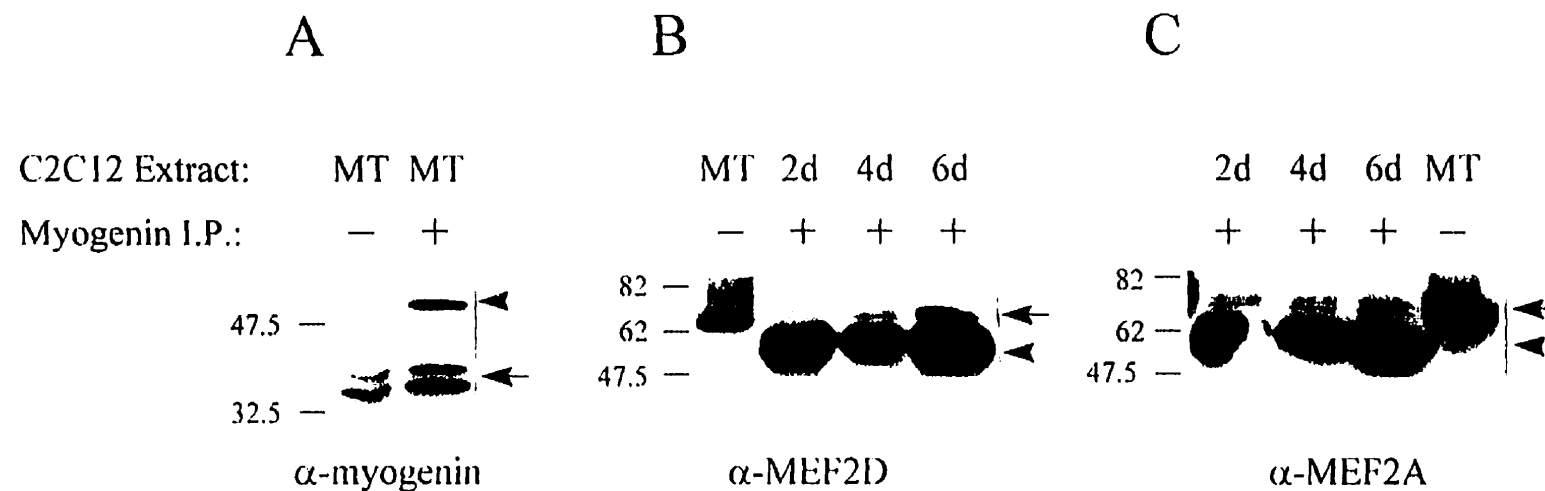 A B C
C2C12 Extract: MT MT MT 2d 4d 6d 2d 4d 6d MT
Myogenin I.P.: − + − + + + + + + −
82 −
62 −
47.5 −
82 −
62 −
47.5 −
47.5 −
32.5 −
α-myogenin α-MEF2D α-MEF2A